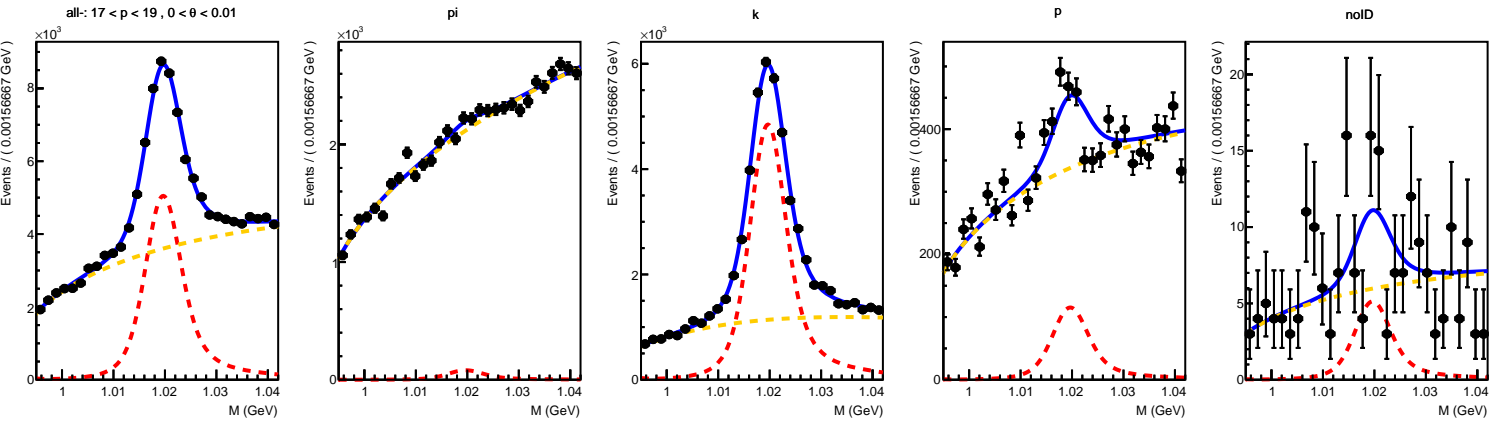 all-: 17 < p < 19 , 0 < θ < 0.01
×10³
Events / ( 0.00156667 GeV )
8
6
4
2
0
1 1.01 1.02 1.03 1.04
M (GeV)
pi
×10³
Events / ( 0.00156667 GeV )
2
1
0
1 1.01 1.02 1.03 1.04
M (GeV)
k
×10³
Events / ( 0.00156667 GeV )
6
4
2
0
1 1.01 1.02 1.03 1.04
M (GeV)
p
Events / ( 0.00156667 GeV )
400
200
0
1 1.01 1.02 1.03 1.04
M (GeV)
noID
Events / ( 0.00156667 GeV )
20
15
10
5
0
1 1.01 1.02 1.03 1.04
M (GeV)